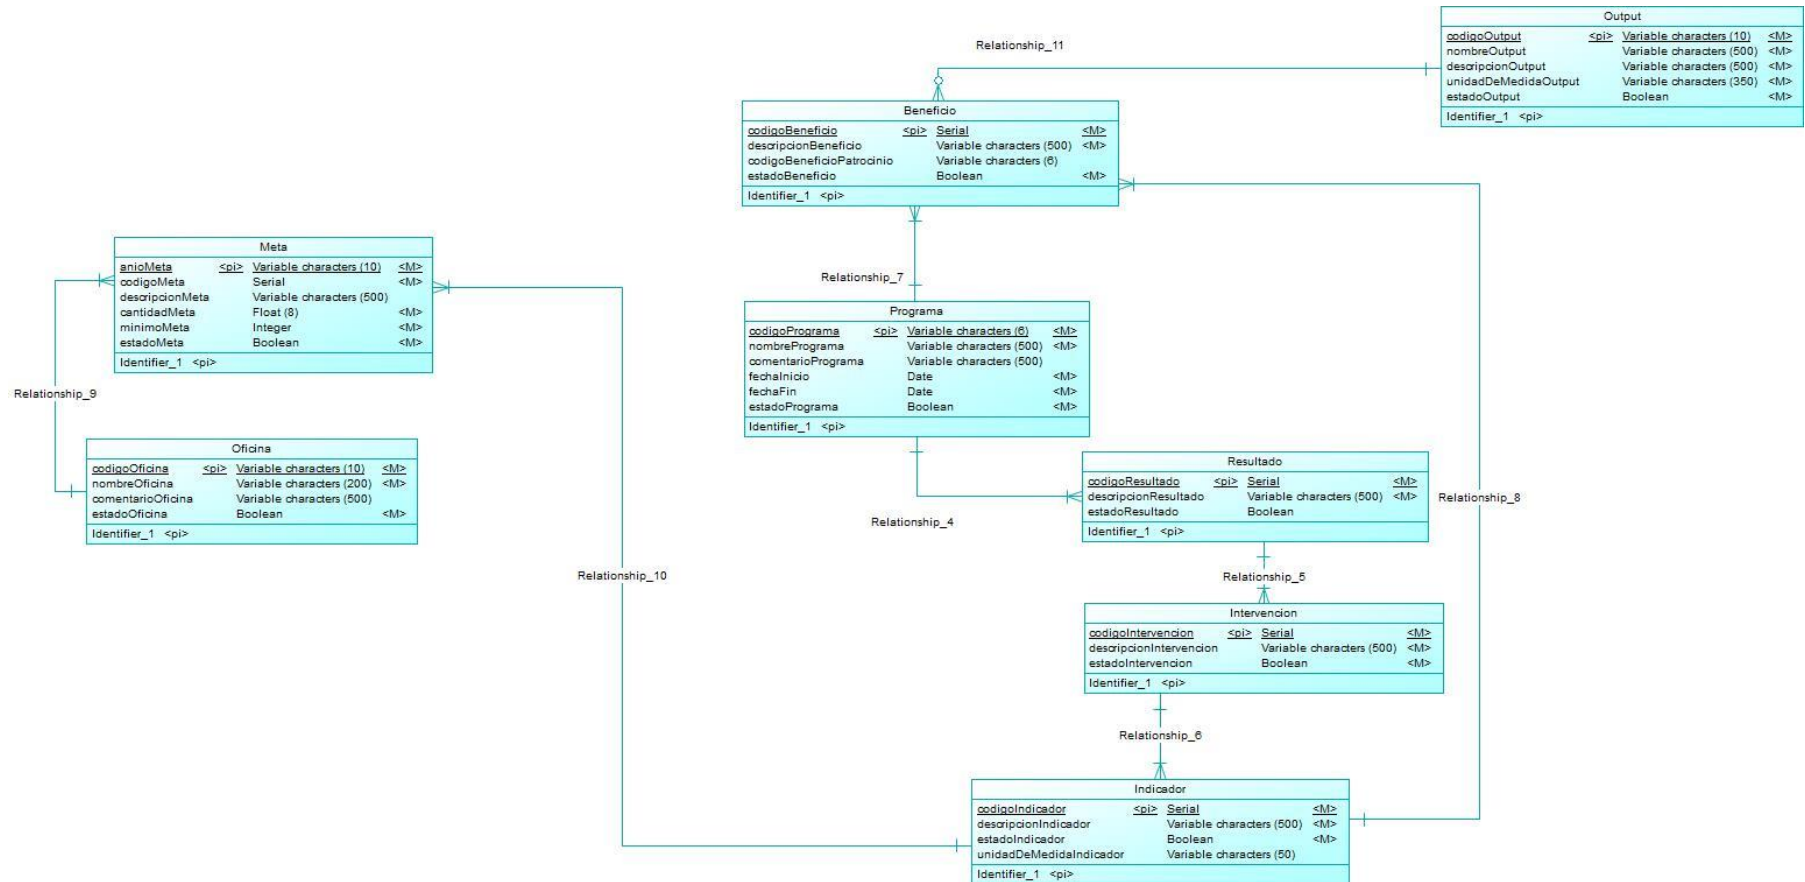 Output
codigoOutput <pi> Variable characters (10) <M>
nombreOutput Variable characters (500) <M>
descripcionOutput Variable characters (500) <M>
unidadDeMedidaOutput Variable characters (350) <M>
estadoOutput Boolean <M>
Identifier_1 <pi>
Relationship_11
Beneficio
codigoBeneficio <pi> Serial <M>
descripcionBeneficio Variable characters (500) <M>
codigoBeneficioPatrocinio Variable characters (6)
estadoBeneficio Boolean <M>
Identifier_1 <pi>
Meta
anioMeta <pi> Variable characters (10) <M>
codigoMeta Serial <M>
descripcionMeta Variable characters (500)
cantidadMeta Float (8) <M>
minimoMeta Integer <M>
estadoMeta Boolean <M>
Identifier_1 <pi>
Relationship_7
Programa
codigoPrograma <pi> Variable characters (6) <M>
nombrePrograma Variable characters (500) <M>
comentarioPrograma Variable characters (500)
fechaInicio Date <M>
fechaFin Date <M>
estadoPrograma Boolean <M>
Identifier_1 <pi>
Relationship_9
Oficina
codigoOficina <pi> Variable characters (10) <M>
nombreOficina Variable characters (200) <M>
comentarioOficina Variable characters (500)
estadoOficina Boolean <M>
Identifier_1 <pi>
Resultado
codigoResultado <pi> Serial <M>
descripcionResultado Variable characters (500) <M>
estadoResultado Boolean
Identifier_1 <pi>
Relationship_8
Relationship_4
Relationship_10
Relationship_5
Intervencion
codigoIntervencion <pi> Serial <M>
descripcionIntervencion Variable characters (500) <M>
estadoIntervencion Boolean <M>
Identifier_1 <pi>
Relationship_6
Indicador
codigoIndicador <pi> Serial <M>
descripcionIndicador Variable characters (500) <M>
estadoIndicador Boolean <M>
unidadDeMedidaIndicador Variable characters (50)
Identifier_1 <pi>